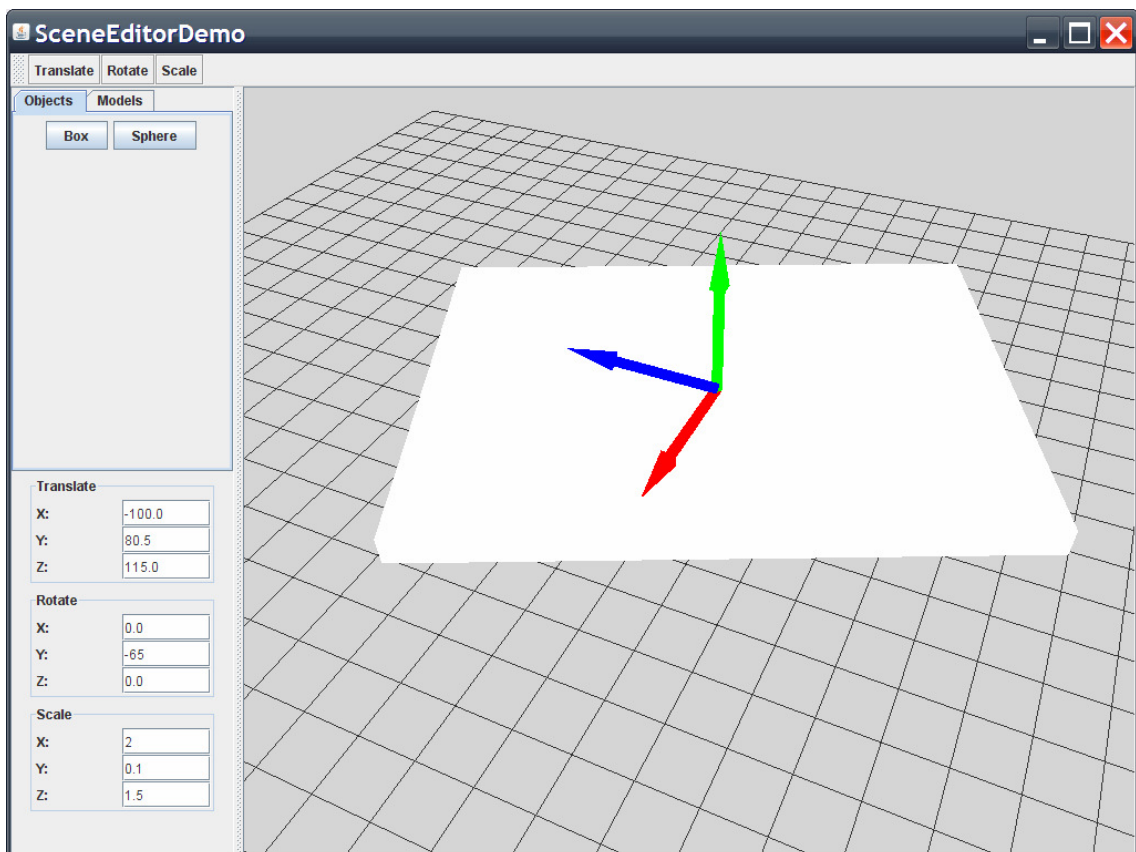 SceneEditorDemo
Translate Rotate Scale
Objects Models
Box Sphere
Translate
X: -100.0
Y: 80.5
Z: 115.0
Rotate
X: 0.0
Y: -65
Z: 0.0
Scale
X: 2
Y: 0.1
Z: 1.5